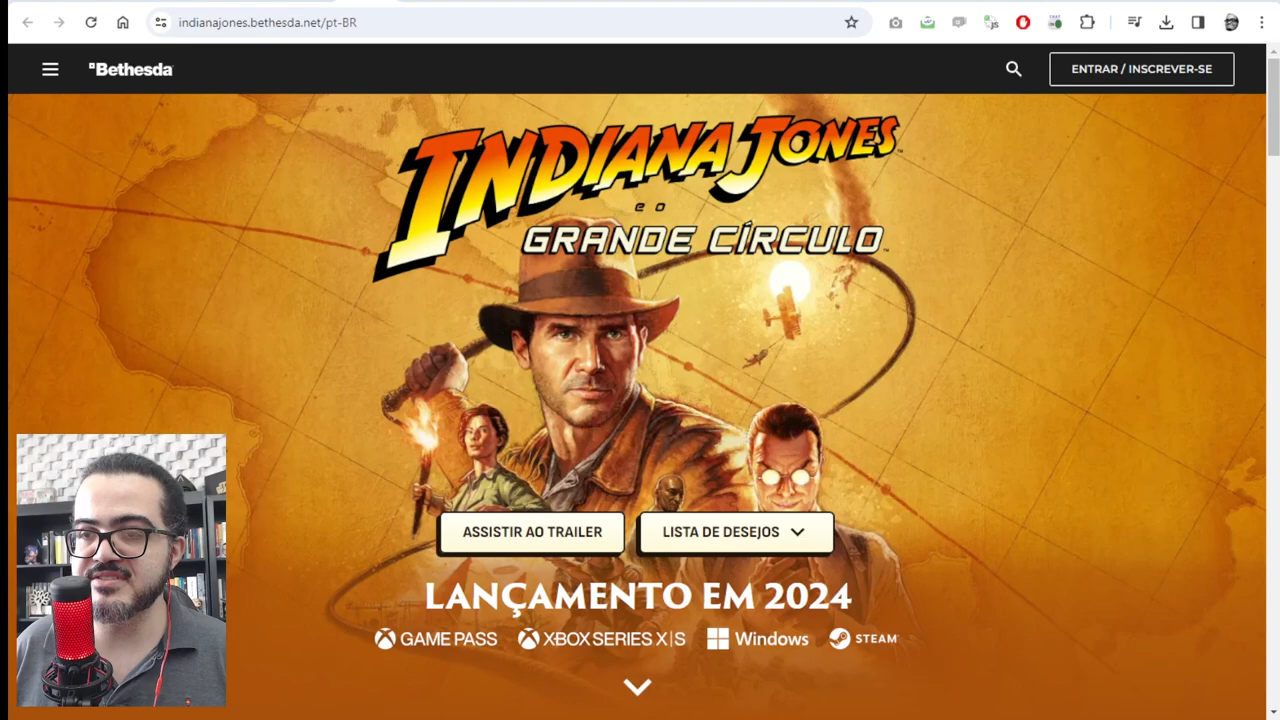 indianajones.bethesda.net/pt-BR
Bethesda
ENTRAR / INSCREVER-SE
INDIANA JONES
e o
GRANDE CÍRCULO
ASSISTIR AO TRAILER
LISTA DE DESEJOS
LANÇAMENTO EM 2024
GAME PASS XBOX SERIES X|S Windows STEAM